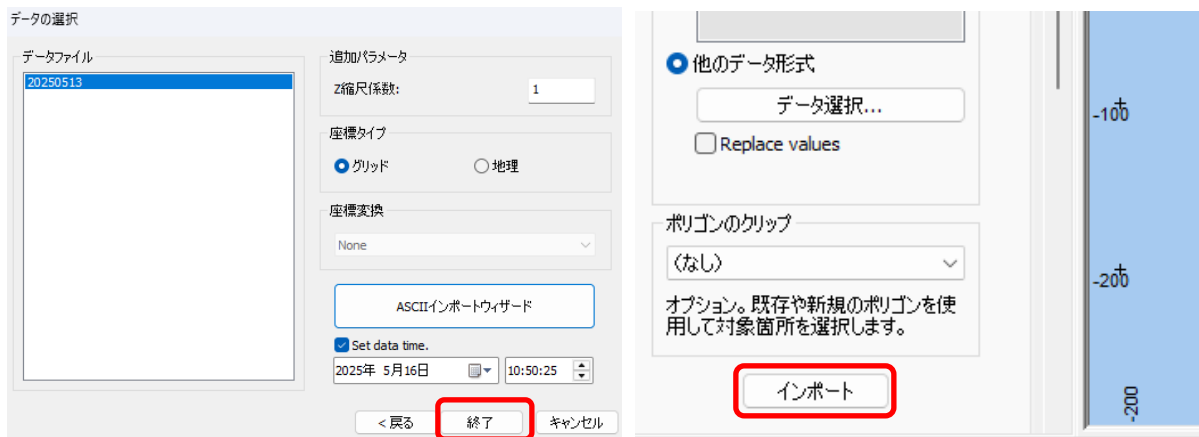 データの選択
データファイル
20250513
追加パラメータ
Z縮尺係数:
1
座標タイプ
グリッド
地理
座標変換
None
ASCIIインポートウィザード
Set data time.
2025年 5月16日
10:50:25
< 戻る
終了
キャンセル
他のデータ形式
データ選択...
Replace values
ポリゴンのクリップ
(なし)
オプション。既存や新規のポリゴンを使
用して対象箇所を選択します。
インポート
-100
-200
-200